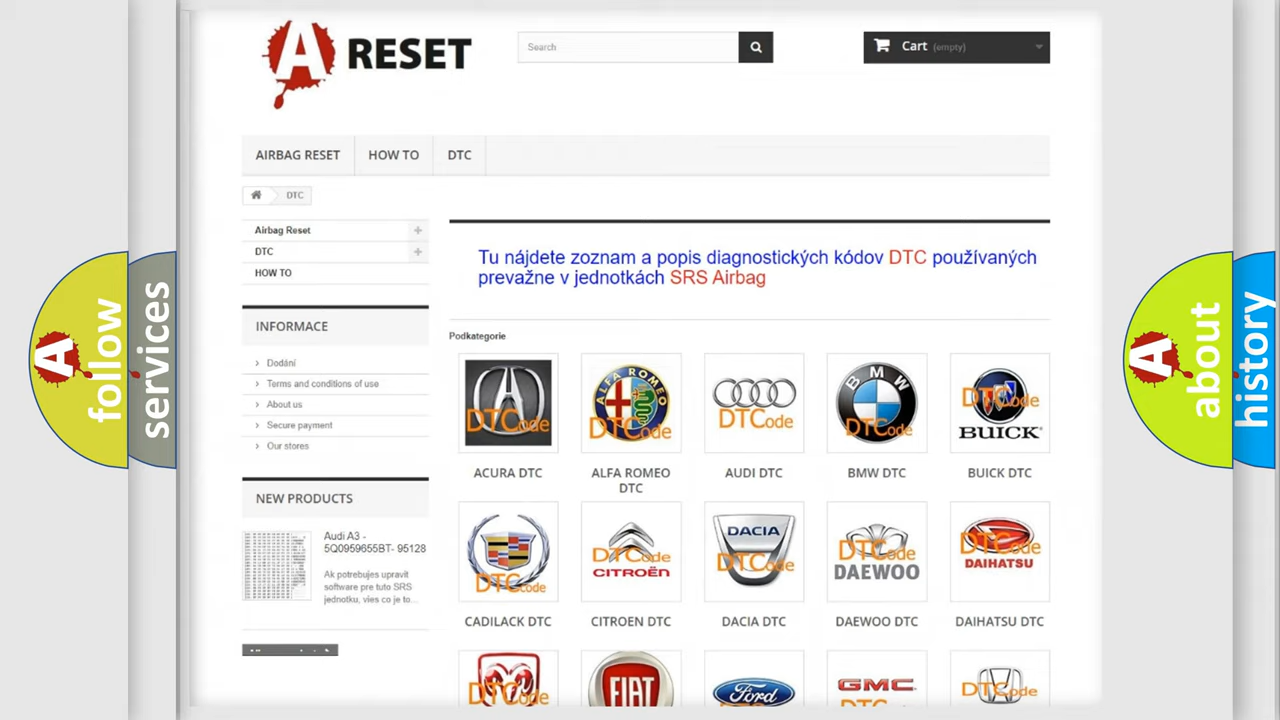 A RESET
Search
Cart (empty)
AIRBAG RESET
HOW TO
DTC
DTC
Airbag Reset
DTC
HOW TO
Tu nájdete zoznam a popis diagnostických kódov DTC používaných
prevažne v jednotkách SRS Airbag
INFORMACE
Dodání
Terms and conditions of use
About us
Secure payment
Our stores
Podkategorie
DTCode
ALFA ROMEO
DTCode
DTCode
BMW
DTCode
DTCode
BUICK
ACURA DTC
ALFA ROMEO
DTC
AUDI DTC
BMW DTC
BUICK DTC
NEW PRODUCTS
Audi A3 -
5Q0959655BT- 95128
Ak potrebujes upravit
software pre tuto SRS
jednotku, vies co je to...
DTCode
DTCode
CITROËN
DACIA
DTCode
DTCode
DAEWOO
DTCode
DAIHATSU
CADILACK DTC
CITROEN DTC
DACIA DTC
DAEWOO DTC
DAIHATSU DTC
DTCode
FIAT
Ford
GMC
DTCode
A follow
services
A about
history